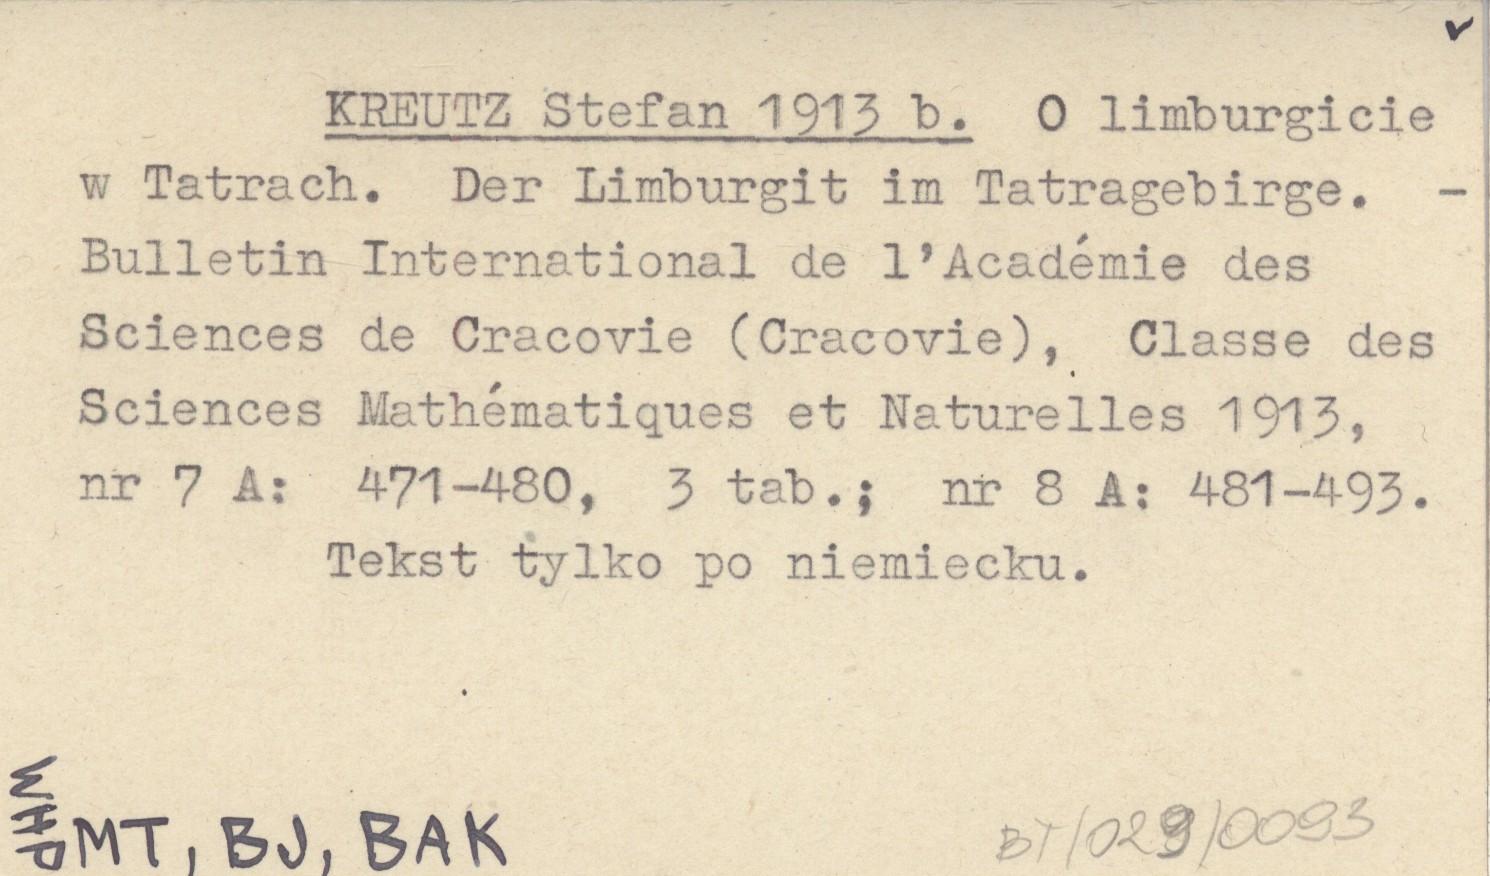 ✓
KREUTZ Stefan 1913 b. O limburgicie
w Tatrach. Der Limburgit im Tatragebirge. -
Bulletin International de l'Académie des
Sciences de Cracovie (Cracovie), Classe des
Sciences Mathématiques et Naturelles 1913,
nr 7 A: 471-480, 3 tab.; nr 8 A: 481-493.
Tekst tylko po niemiecku.
WHP
MT, BJ, BAK
BT/029/0093